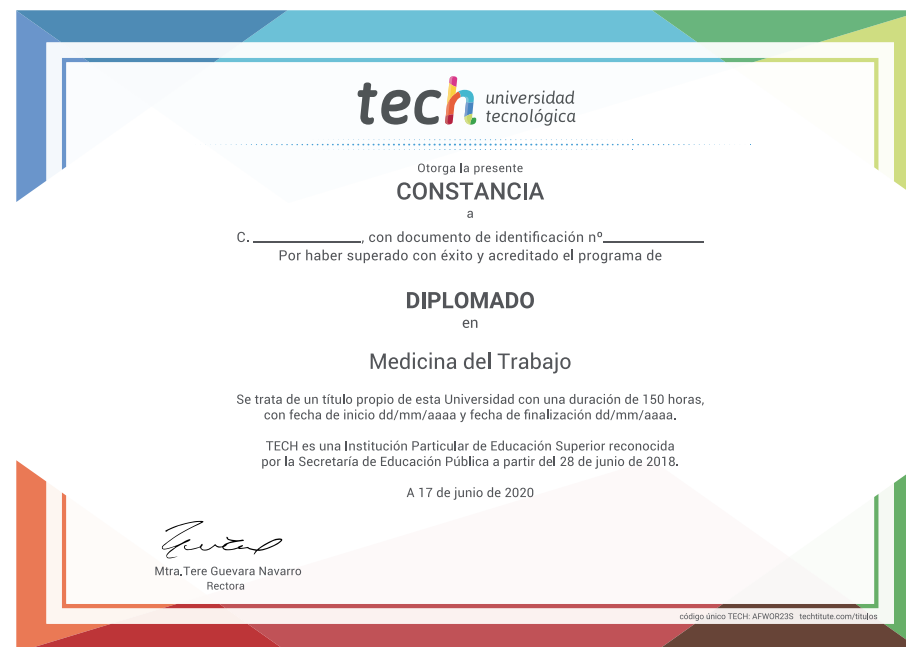 tech universidad
tecnológica
Otorga la presente
CONSTANCIA
a
C. ____________, con documento de identificación nº____________
Por haber superado con éxito y acreditado el programa de
DIPLOMADO
en
Medicina del Trabajo
Se trata de un título propio de esta Universidad con una duración de 150 horas,
con fecha de inicio dd/mm/aaaa y fecha de finalización dd/mm/aaaa.
TECH es una Institución Particular de Educación Superior reconocida
por la Secretaría de Educación Pública a partir del 28 de junio de 2018.
A 17 de junio de 2020
Mtra.Tere Guevara Navarro
Rectora
código único TECH: AFWOR23S techtitute.com/titulos